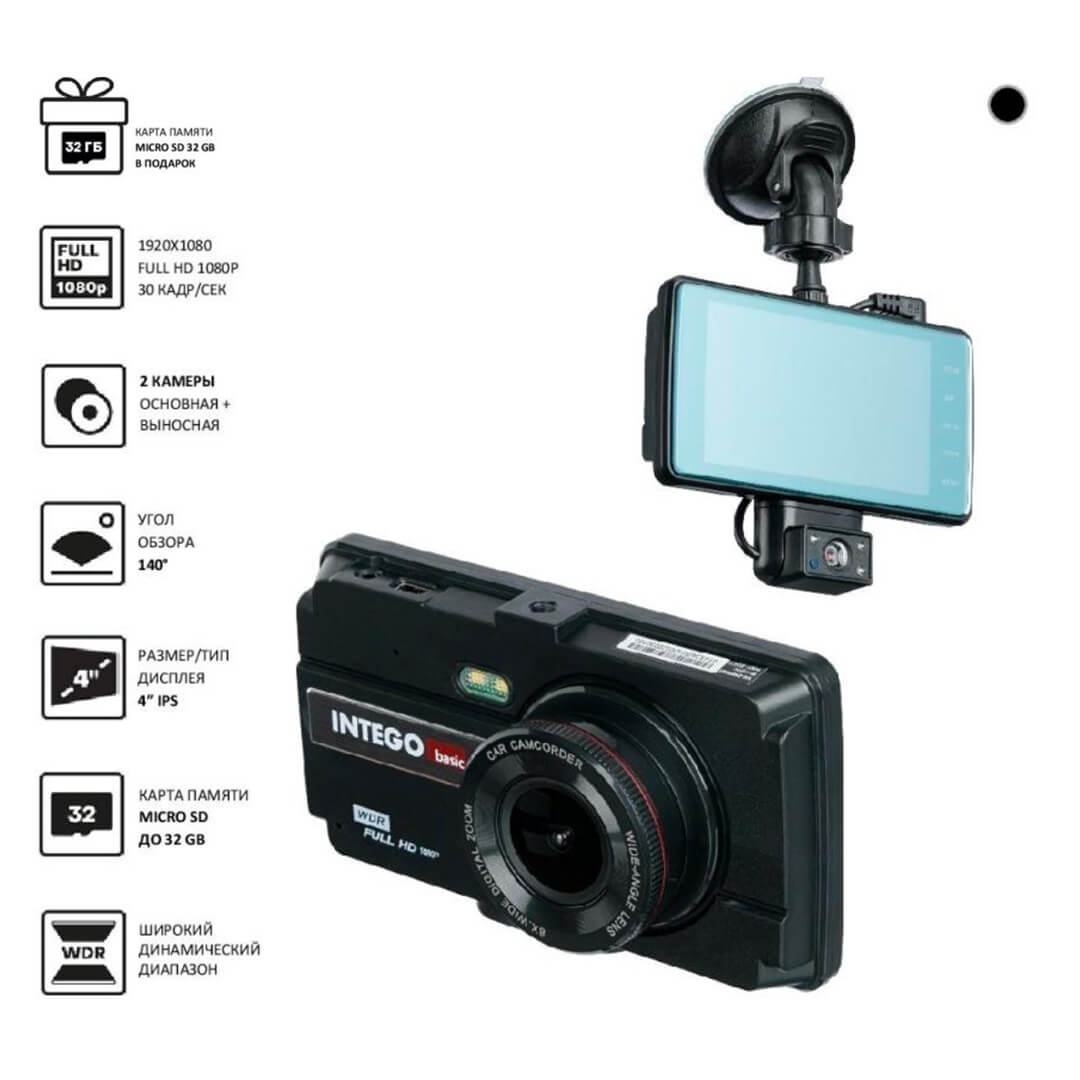 32 ГБ
КАРТА ПАМЯТИ
MICRO SD 32 GB
В ПОДАРОК
FULL
HD
1080p
1920X1080
FULL HD 1080P
30 КАДР/СЕК
2 КАМЕРЫ
ОСНОВНАЯ +
ВЫНОСНАЯ
УГОЛ
ОБЗОРА
140°
4"
РАЗМЕР/ТИП
ДИСПЛЕЯ
4” IPS
32
КАРТА ПАМЯТИ
MICRO SD
ДО 32 GB
WDR
ШИРОКИЙ
ДИНАМИЧЕСКИЙ
ДИАПАЗОН
INTEGO basic
WDR
FULL HD 1080
CAR CAMCORDER
WIDE-ANGLE LENS
8X.WIDE DIGITAL ZOOM